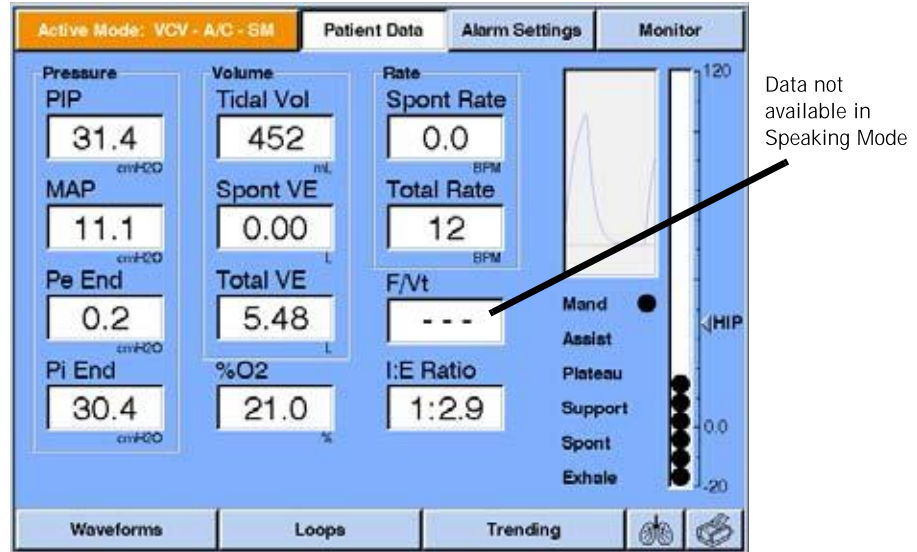 Active Mode: VCV - A/C - SM
Patient Data
Alarm Settings
Monitor
Pressure
PIP
31.4
cmH2O
MAP
11.1
cmH2O
Pe End
0.2
cmH2O
Pi End
30.4
cmH2O
Volume
Tidal Vol
452
mL
Spont VE
0.00
L
Total VE
5.48
L
%O2
21.0
%
Rate
Spont Rate
0.0
BPM
Total Rate
12
BPM
F/Vt
- - -
I:E Ratio
1:2.9
Mand
Assist
Plateau
Support
Spont
Exhale
120
HIP
0.0
-20
Data not
available in
Speaking Mode
Waveforms
Loops
Trending